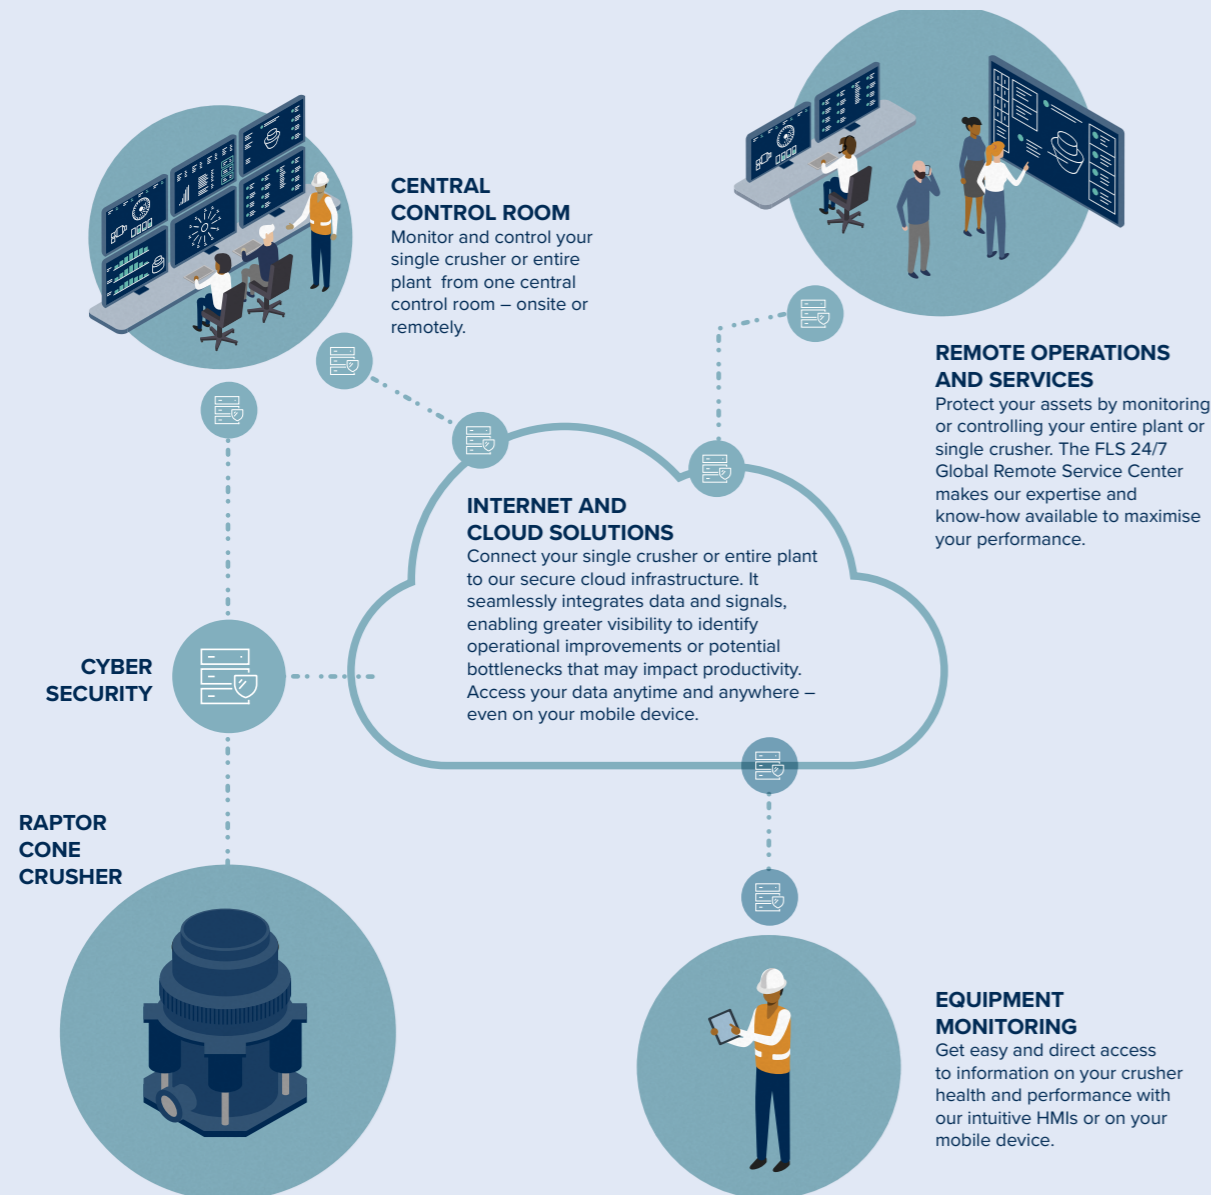 CENTRAL
CONTROL ROOM
Monitor and control your
single crusher or entire
plant from one central
control room – onsite or
remotely.
REMOTE OPERATIONS
AND SERVICES
Protect your assets by monitoring
or controlling your entire plant or
single crusher. The FLS 24/7
Global Remote Service Center
makes our expertise and
know-how available to maximise
your performance.
INTERNET AND
CLOUD SOLUTIONS
Connect your single crusher or entire plant
to our secure cloud infrastructure. It
seamlessly integrates data and signals,
enabling greater visibility to identify
operational improvements or potential
bottlenecks that may impact productivity.
Access your data anytime and anywhere –
even on your mobile device.
CYBER
SECURITY
RAPTOR
CONE
CRUSHER
EQUIPMENT
MONITORING
Get easy and direct access
to information on your crusher
health and performance with
our intuitive HMIs or on your
mobile device.